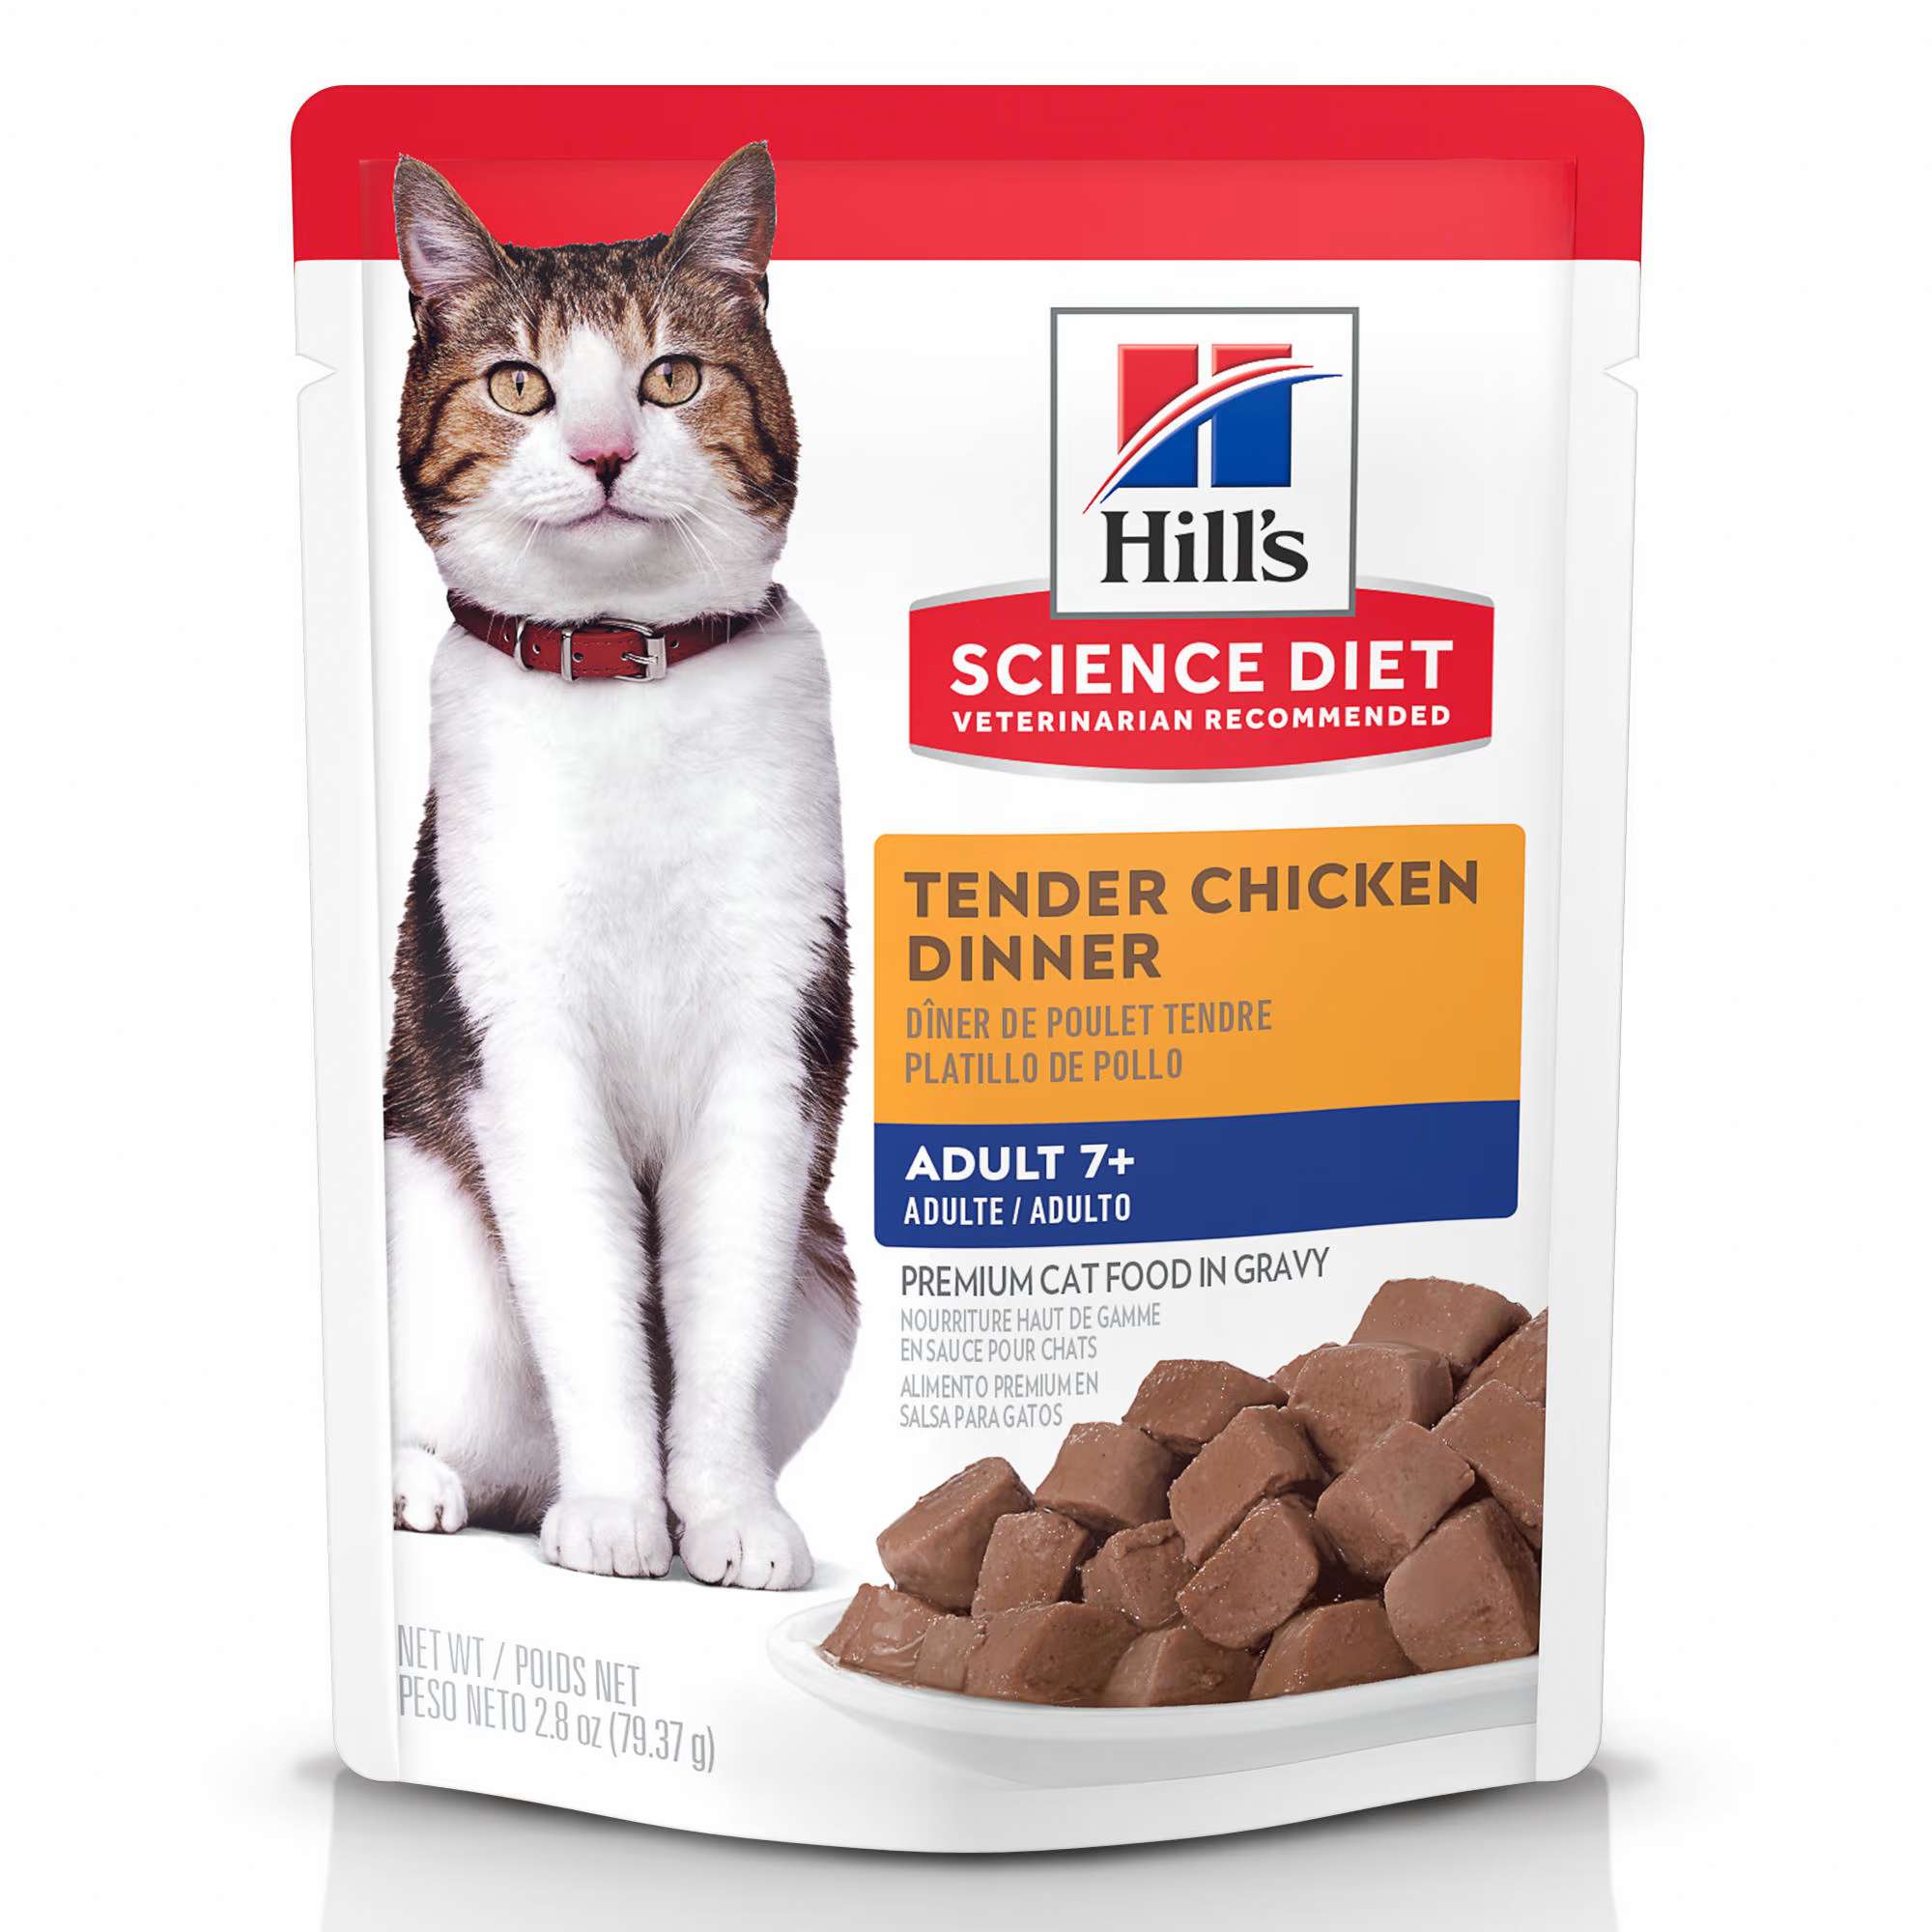 Hill's
SCIENCE DIET
VETERINARIAN RECOMMENDED
TENDER CHICKEN
DINNER
DÎNER DE POULET TENDRE
PLATILLO DE POLLO
ADULT 7+
ADULTE / ADULTO
PREMIUM CAT FOOD IN GRAVY
NOURRITURE HAUT DE GAMME
EN SAUCE POUR CHATS
ALIMENTO PREMIUM EN
SALSA PARA GATOS
NET WT / POIDS NET
PESO NETO 2.8 oz (79.37 g)